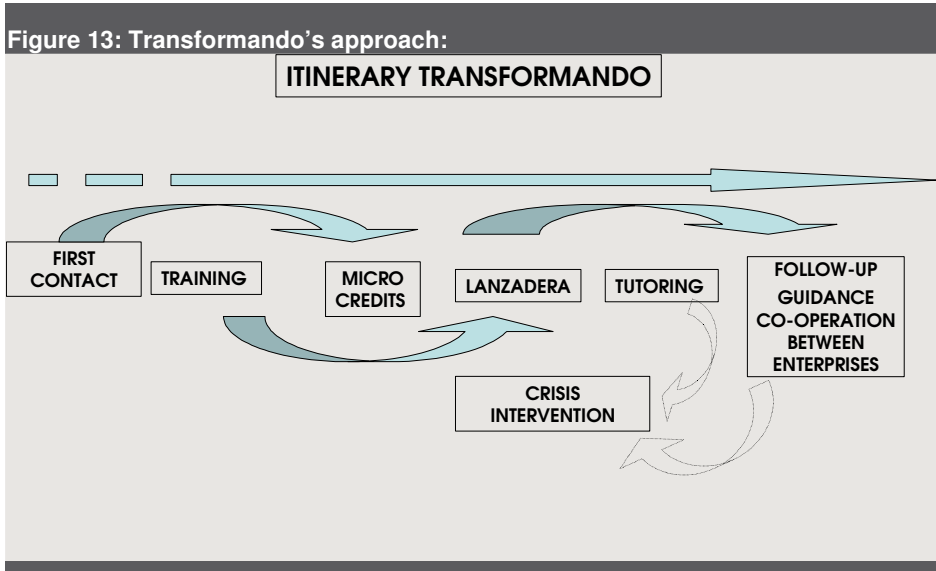 Figure 13: Transformando's approach:
ITINERARY TRANSFORMANDO
FIRST
CONTACT
TRAINING
MICRO
CREDITS
LANZADERA
TUTORING
FOLLOW-UP
GUIDANCE
CO-OPERATION
BETWEEN
ENTERPRISES
CRISIS
INTERVENTION